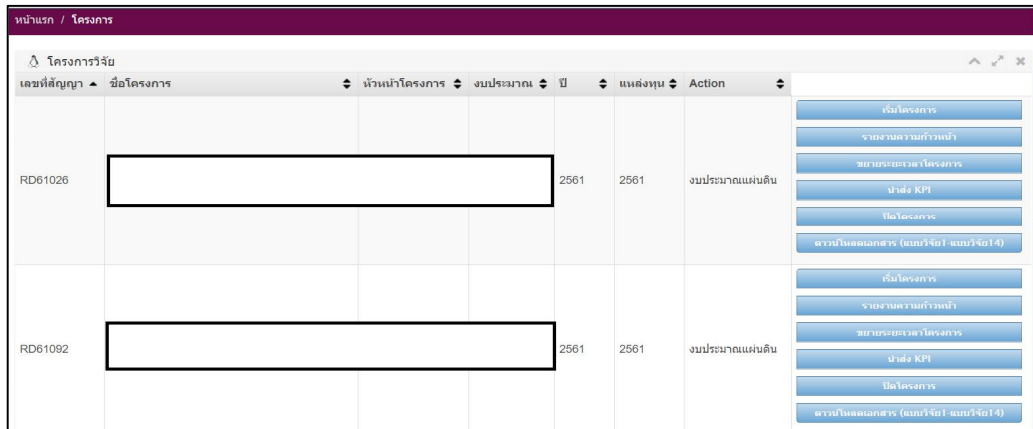 หน้าแรก / โครงการ
โครงการวิจัย
เลขที่สัญญา ชื่อโครงการ หัวหน้าโครงการ งบประมาณ ปี แหล่งทุน Action
RD61026 2561 2561 งบประมาณแผ่นดิน
เริ่มโครงการ
รายงานความก้าวหน้า
ขยายระยะเวลาโครงการ
นำส่ง KPI
ปิดโครงการ
ดาวน์โหลดเอกสาร (แบบวิจัย1-แบบวิจัย14)
RD61092 2561 2561 งบประมาณแผ่นดิน
เริ่มโครงการ
รายงานความก้าวหน้า
ขยายระยะเวลาโครงการ
นำส่ง KPI
ปิดโครงการ
ดาวน์โหลดเอกสาร (แบบวิจัย1-แบบวิจัย14)